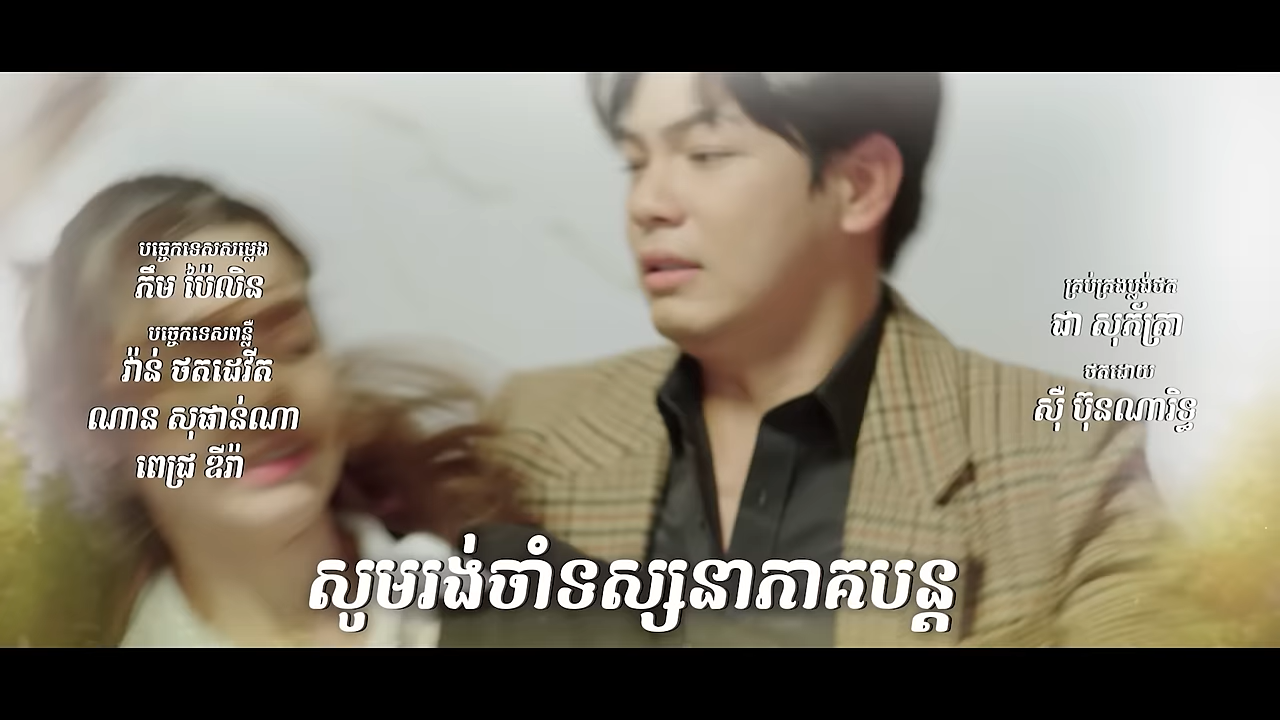 បច្ចេកទេសសម្លេង
ភឹម ប៉ៃលិន
បច្ចេកទេសពន្លឺ
វ៉ាន់ ថតដេវីត
ណាន សុផាន់ណា
ពេជ្រ ឌីរ៉ា
គ្រប់គ្រងប្លង់ថត
ជា សុភ័ត្រា
ថតដោយ
ស៊ី ប៊ុនណារិទ្ធ
សូមរង់ចាំទស្សនាភាគបន្ត